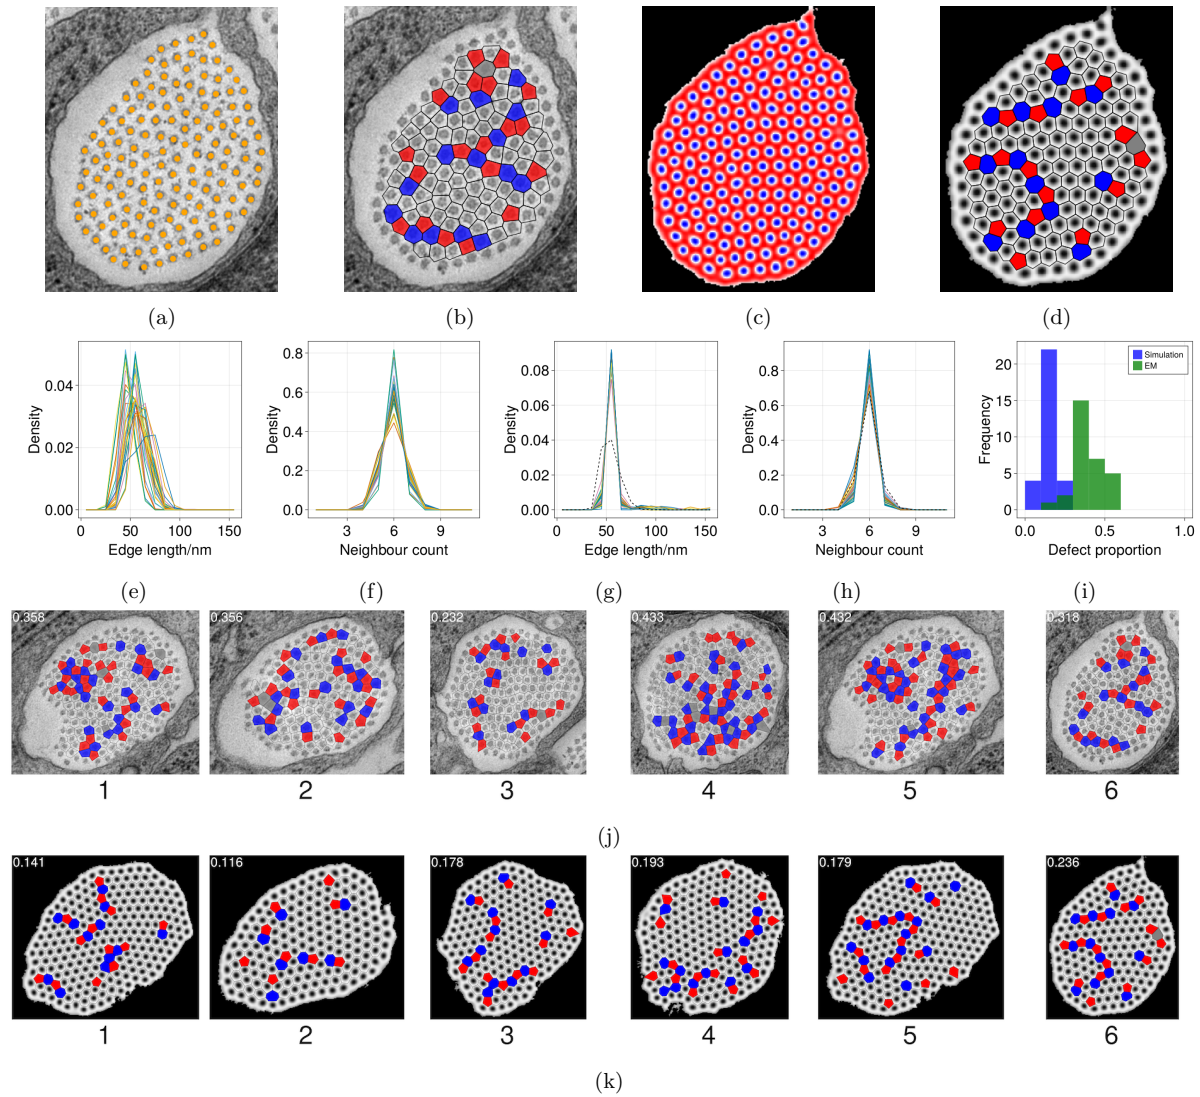 (a) (b) (c) (d)
0.04
0.02
0.00
Density
0 50 100 150
Edge length/nm
0.8
0.6
0.4
0.2
0.0
Density
3 6 9
Neighbour count
0.08
0.06
0.04
0.02
0.00
Density
0 50 100 150
Edge length/nm
0.8
0.6
0.4
0.2
0.0
Density
3 6 9
Neighbour count
20
15
10
5
0
Frequency
Simulation
EM
0.0 0.5 1.0
Defect proportion
(e) (f) (g) (h) (i)
0.358 0.356 0.232 0.433 0.432 0.318
1 2 3 4 5 6
(j)
0.141 0.116 0.178 0.193 0.179 0.236
1 2 3 4 5 6
(k)